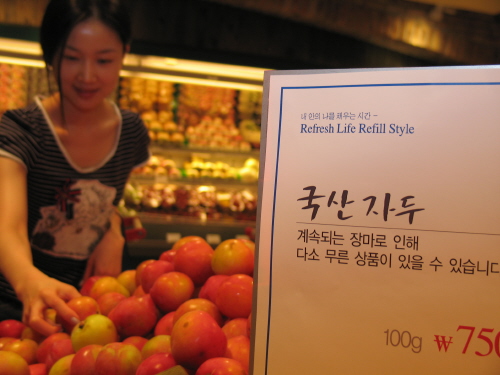 내 안의 나를 채우는 시간 –
Refresh Life Refill Style
국산 자두
계속되는 장마로 인해
다소 무른 상품이 있을 수 있습니다
100g ₩750